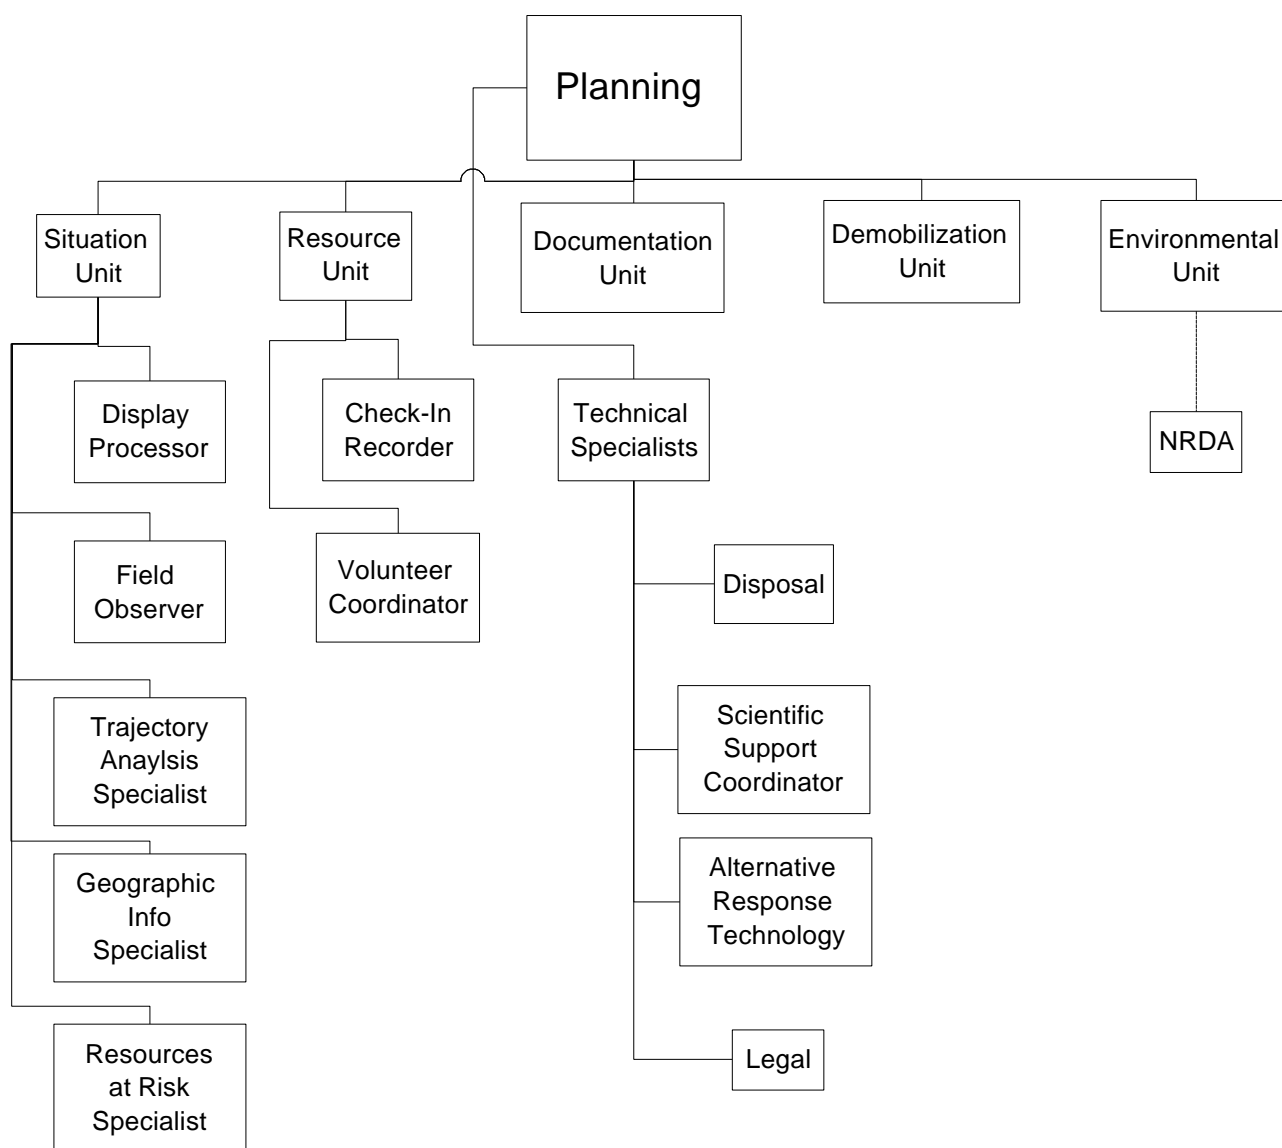 Planning
Situation
Unit
Resource
Unit
Documentation
Unit
Demobilization
Unit
Environmental
Unit
Display
Processor
Check-In
Recorder
Technical
Specialists
NRDA
Field
Observer
Volunteer
Coordinator
Disposal
Trajectory
Anaylsis
Specialist
Scientific
Support
Coordinator
Geographic
Info
Specialist
Alternative
Response
Technology
Resources
at Risk
Specialist
Legal